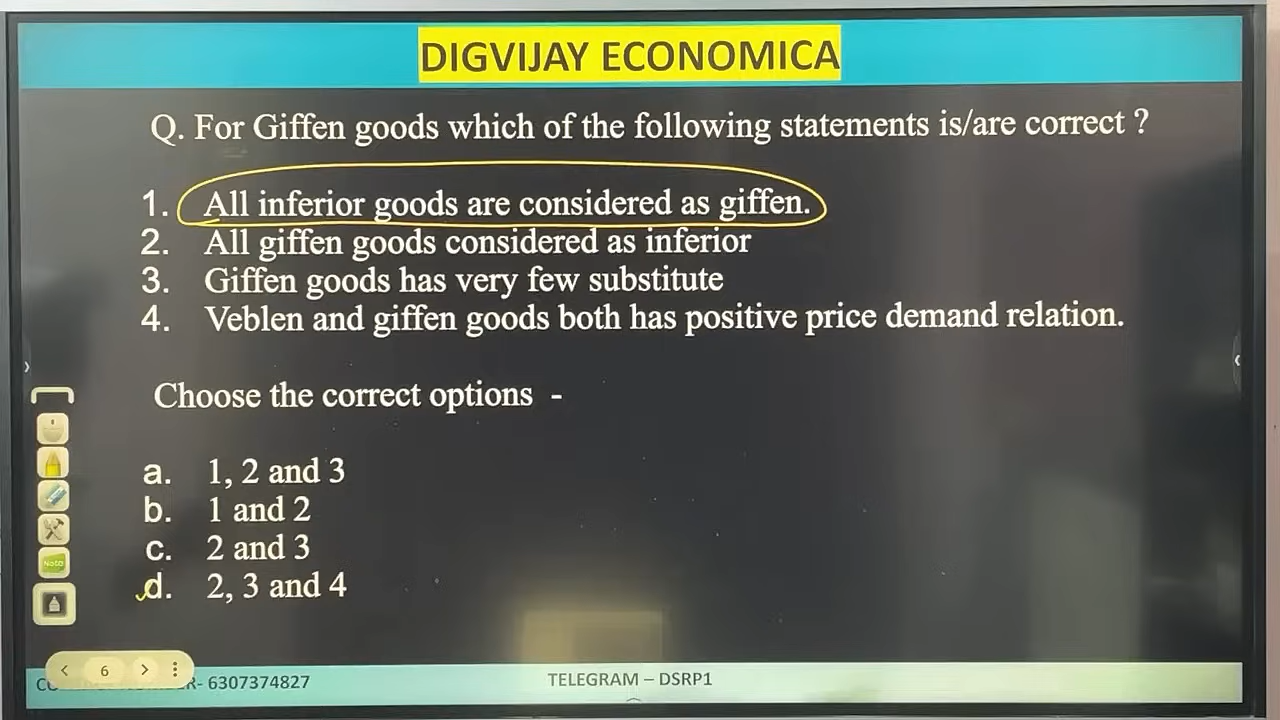 DIGVIJAY ECONOMICA
Q. For Giffen goods which of the following statements is/are correct ?
1. All inferior goods are considered as giffen.
2. All giffen goods considered as inferior
3. Giffen goods has very few substitute
4. Veblen and giffen goods both has positive price demand relation.
Choose the correct options -
a. 1, 2 and 3
b. 1 and 2
c. 2 and 3
d. 2, 3 and 4
Note
6
R- 6307374827
TELEGRAM – DSRP1